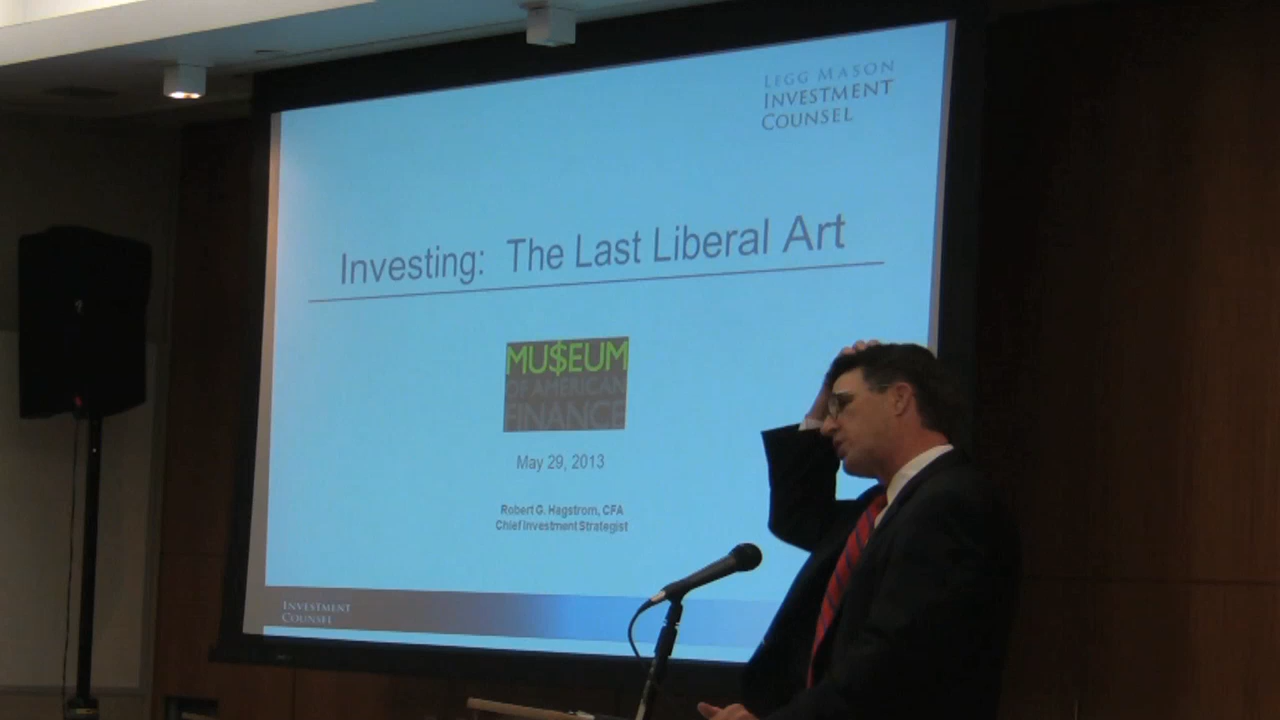 LEGG MASON
INVESTMENT
COUNSEL
Investing: The Last Liberal Art
MU$EUM
OF AMERICAN
FINANCE
May 29, 2013
Robert G. Hagstrom, CFA
Chief Investment Strategist
INVESTMENT
COUNSEL